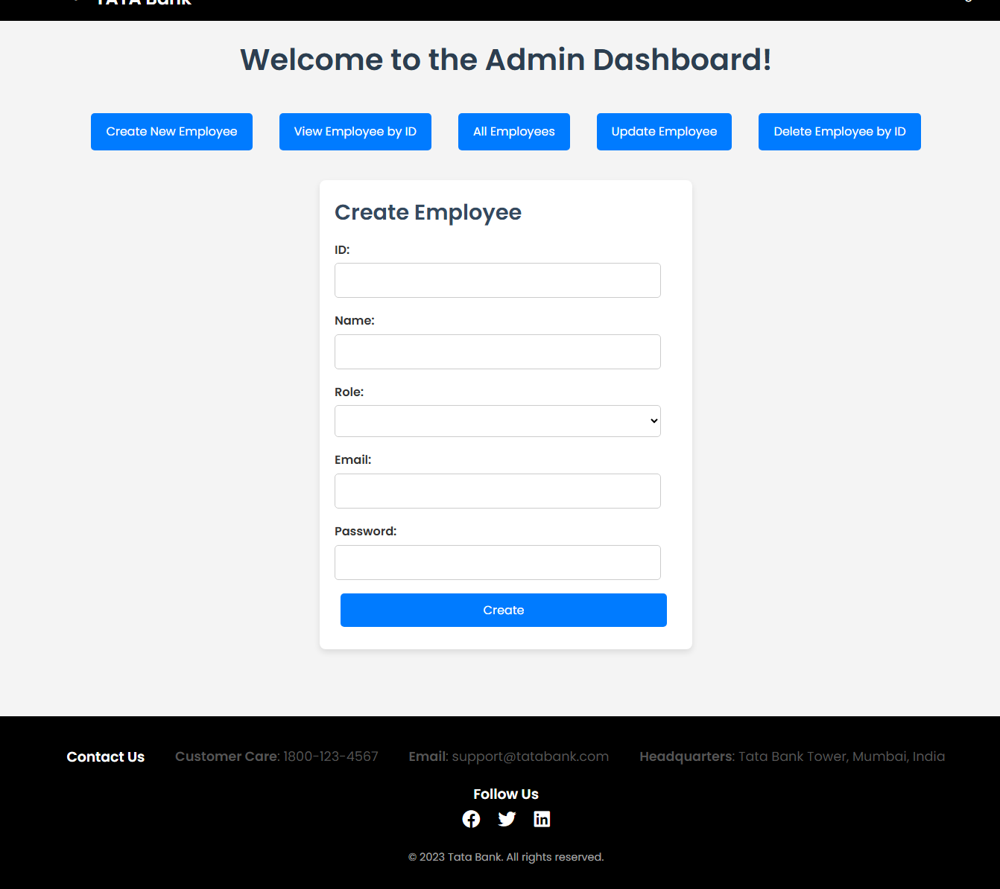 TATA Bank
Welcome to the Admin Dashboard!
Create New Employee
View Employee by ID
All Employees
Update Employee
Delete Employee by ID
Create Employee
ID:
Name:
Role:
Email:
Password:
Create
Contact Us
Customer Care: 1800-123-4567
Email: support@tatabank.com
Headquarters: Tata Bank Tower, Mumbai, India
Follow Us
© 2023 Tata Bank. All rights reserved.